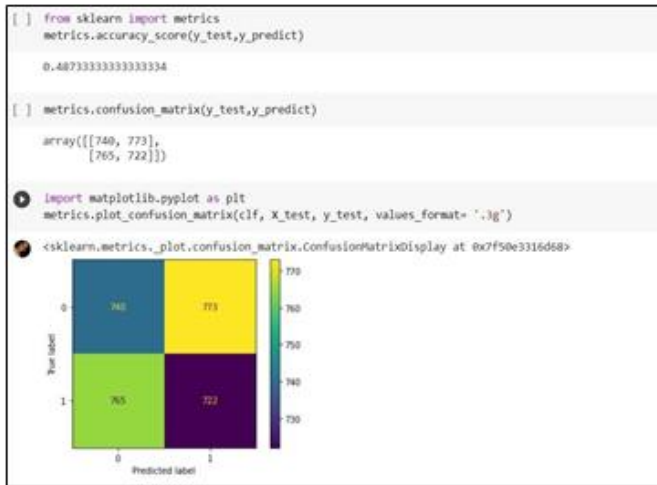 [ ] from sklearn import metrics
metrics.accuracy_score(y_test,y_predict)
0.48733333333333334
[ ] metrics.confusion_matrix(y_test,y_predict)
array([[740, 773],
[765, 722]])
import matplotlib.pyplot as plt
metrics.plot_confusion_matrix(clf, X_test, y_test, values_format= '.3g')
<sklearn.metrics._plot.confusion_matrix.ConfusionMatrixDisplay at 0x7f50e3316d68>
770
0
740
773
760
True label
750
740
1
765
722
730
0
1
Predicted label